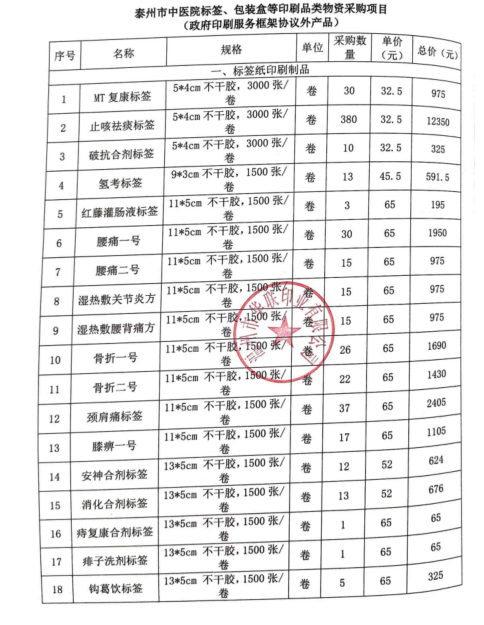 泰州市中医院标签、包装盒等印刷品类物资采购项目
（政府印刷服务框架协议外产品）
序号 名称 规格 单位 采购数量 单价（元） 总价（元）
一、标签纸印刷制品
1 MT复康标签 5*4cm 不干胶，3000张/卷 卷 30 32.5 975
2 止咳祛痰标签 5*4cm 不干胶，3000张/卷 卷 380 32.5 12350
3 破抗合剂标签 5*4cm 不干胶，3000张/卷 卷 10 32.5 325
4 氢考标签 9*3cm 不干胶，1500张/卷 卷 13 45.5 591.5
5 红藤灌肠液标签 11*5cm 不干胶，1500张/卷 卷 3 65 195
6 腰痛一号 11*5cm 不干胶，1500张/卷 卷 30 65 1950
7 腰痛二号 11*5cm 不干胶，1500张/卷 卷 15 65 975
8 湿热敷关节炎方 11*5cm 不干胶，1500张/卷 卷 15 65 975
9 湿热敷腰背痛方 11*5cm 不干胶，1500张/卷 卷 15 65 975
10 骨折一号 11*5cm 不干胶，1500张/卷 卷 26 65 1690
11 骨折二号 11*5cm 不干胶，1500张/卷 卷 22 65 1430
12 颈肩痛标签 11*5cm 不干胶，1500张/卷 卷 37 65 2405
13 膝痹一号 11*5cm 不干胶，1500张/卷 卷 17 65 1105
14 安神合剂标签 13*5cm 不干胶，1500张/卷 卷 12 52 624
15 消化合剂标签 13*5cm 不干胶，1500张/卷 卷 13 52 676
16 痔复康合剂标签 13*5cm 不干胶，1500张/卷 卷 1 65 65
17 痱子洗剂标签 13*5cm 不干胶，1500张/卷 卷 1 65 65
18 钩葛饮标签 13*5cm 不干胶，1500张/卷 卷 5 65 325
州市华联印业有限公司